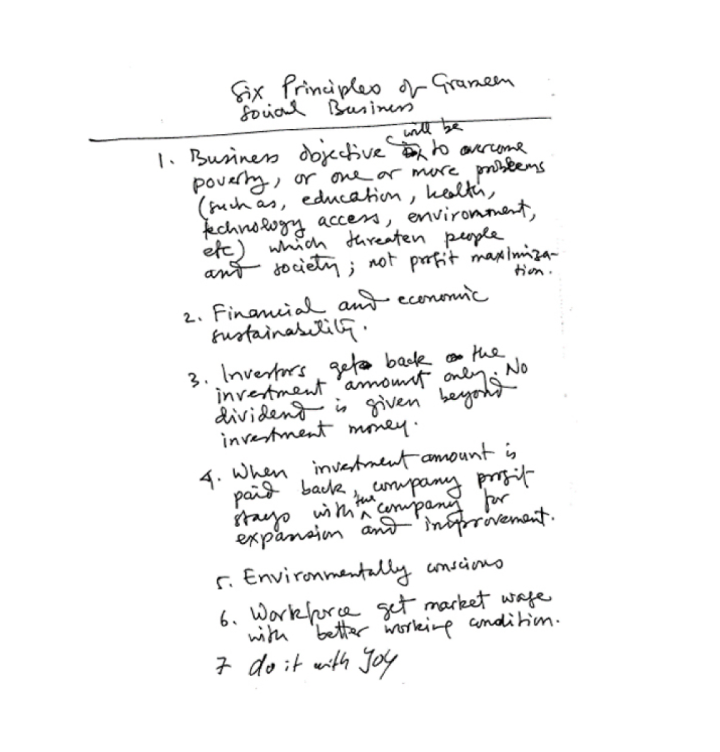 Six Principles of Grameen
Social Business
will be
1. Business objective to overcome
poverty, or one or more problems
(such as, education, health,
technology access, environment,
etc) which threaten people
and society; not profit maximiza-
tion.
2. Financial and economic
sustainability.
3. Investors get back the
investment amount only. No
dividend is given beyond
investment money.
4. When investment amount is
paid back, company profit
stays with the company for
expansion and improvement.
5. Environmentally conscious
6. Workforce get market wage
with better working condition.
7 do it with Joy